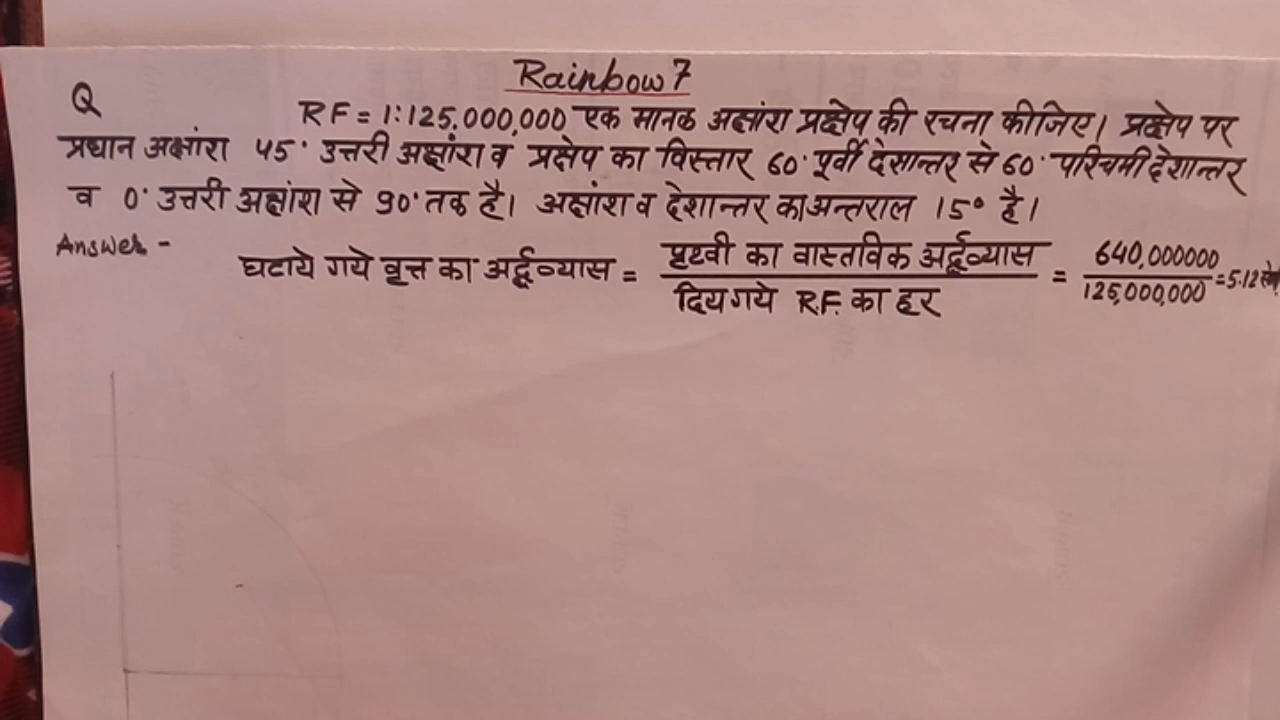 Rainbow 7
Q
RF = 1:125,000,000 एक मानक अक्षांश प्रक्षेप की रचना कीजिए। प्रक्षेप पर
प्रधान अक्षांश 45° उत्तरी अक्षांश व प्रक्षेप का विस्तार 60° पूर्वी देसान्तर से 60° पश्चिमी देशान्तर
व 0° उत्तरी अक्षांश से 90° तक है। अक्षांश व देशान्तर का अन्तराल 15° है।
Answer -
घटाये गये वृत्त का अर्द्धव्यास = पृथ्वी का वास्तविक अर्द्धव्यास / दिय गये R.F. का हर = 640,000000 / 125,000,000 = 5.12 सेमी